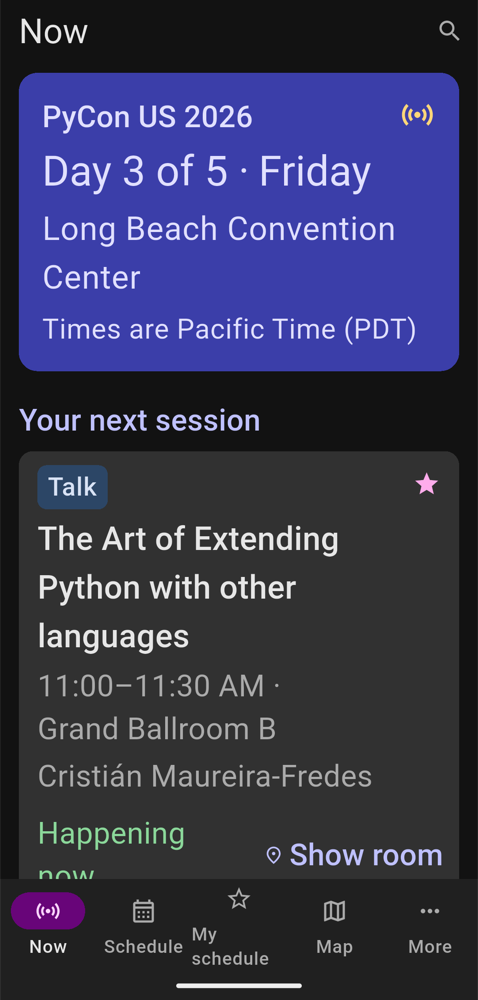 Now
PyCon US 2026
Day 3 of 5 · Friday
Long Beach Convention
Center
Times are Pacific Time (PDT)
Your next session
Talk
The Art of Extending
Python with other
languages
11:00–11:30 AM ·
Grand Ballroom B
Cristián Maureira-Fredes
Happening
now
Show room
Now
Schedule
My
schedule
Map
More